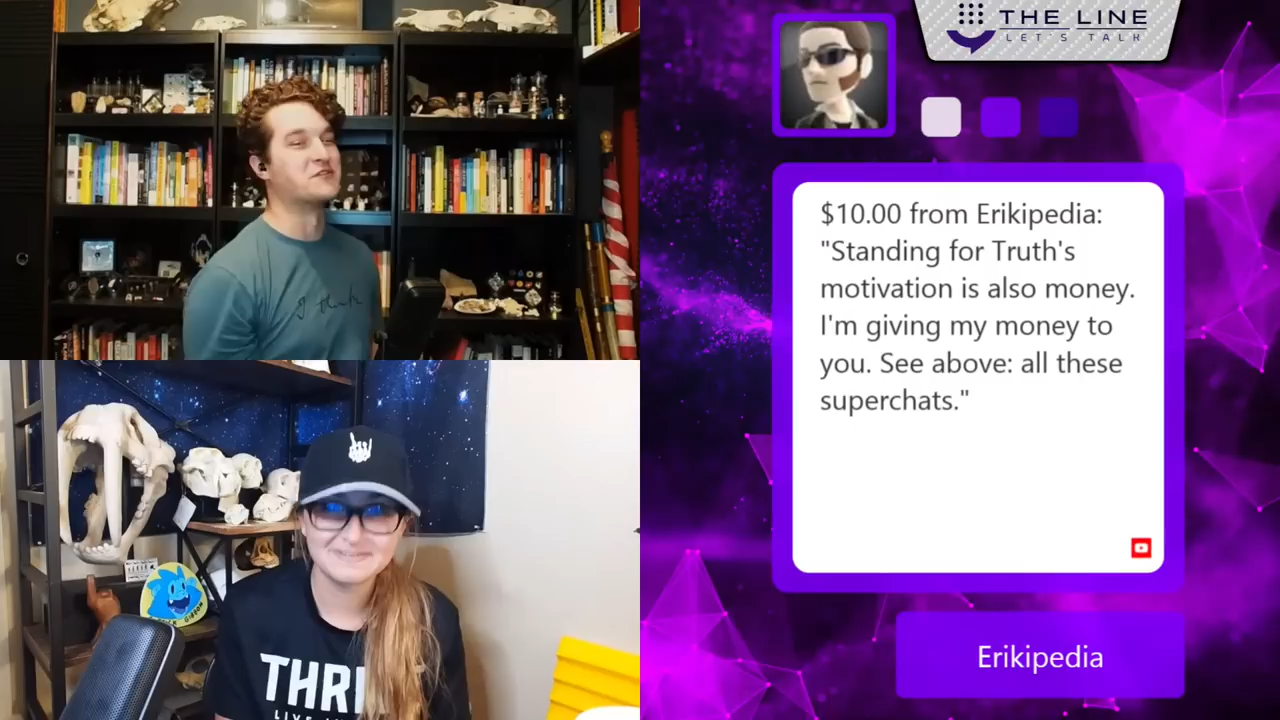 THE LINE
LET'S TALK
$10.00 from Erikipedia:
"Standing for Truth's
motivation is also money.
I'm giving my money to
you. See above: all these
superchats."
Erikipedia
I think